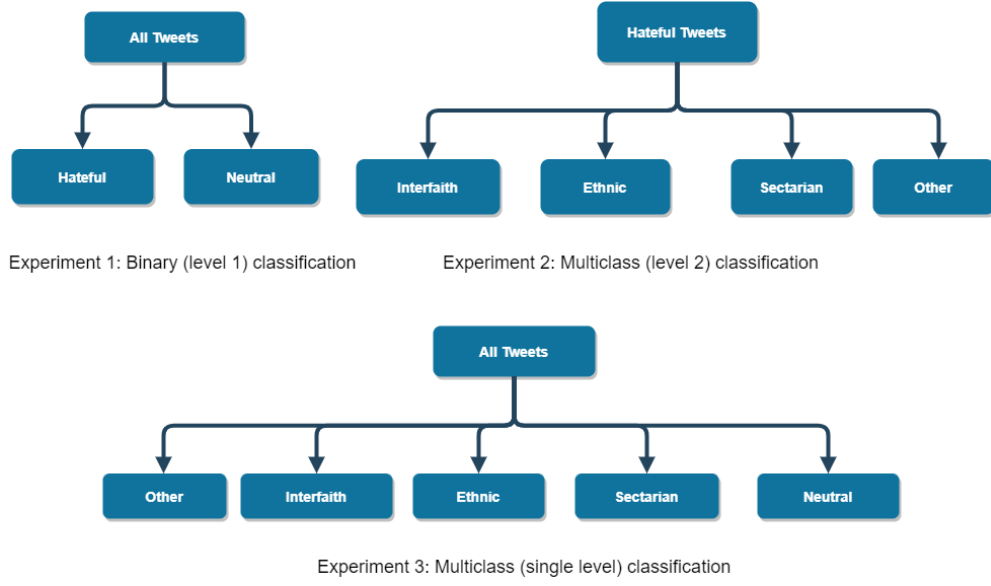 All Tweets
Hateful
Neutral
Experiment 1: Binary (level 1) classification
Hateful Tweets
Interfaith
Ethnic
Sectarian
Other
Experiment 2: Multiclass (level 2) classification
All Tweets
Other
Interfaith
Ethnic
Sectarian
Neutral
Experiment 3: Multiclass (single level) classification